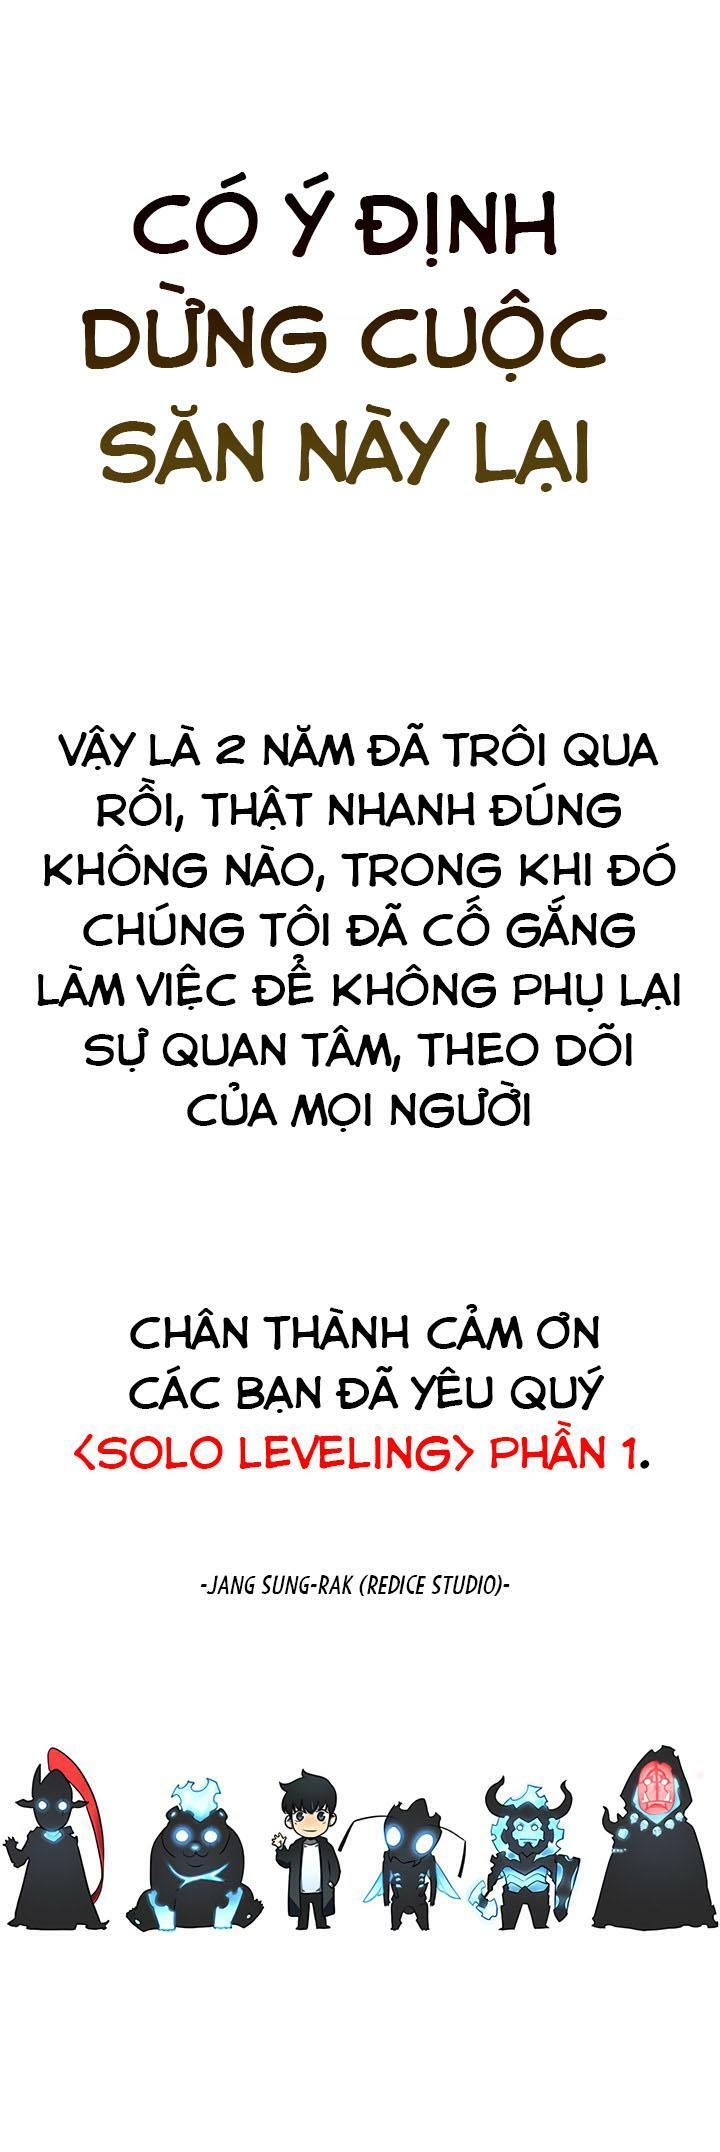 CÓ Ý ĐỊNH
DỪNG CUỘC
SĂN NÀY LẠI
VẬY LÀ 2 NĂM ĐÃ TRÔI QUA
RỒI, THẬT NHANH ĐÚNG
KHÔNG NÀO, TRONG KHI ĐÓ
CHÚNG TÔI ĐÃ CỐ GẮNG
LÀM VIỆC ĐỂ KHÔNG PHỤ LẠI
SỰ QUAN TÂM, THEO DÕI
CỦA MỌI NGƯỜI
CHÂN THÀNH CẢM ƠN
CÁC BẠN ĐÃ YÊU QUÝ
<SOLO LEVELING> PHẦN 1.
-JANG SUNG-RAK (REDICE STUDIO)-